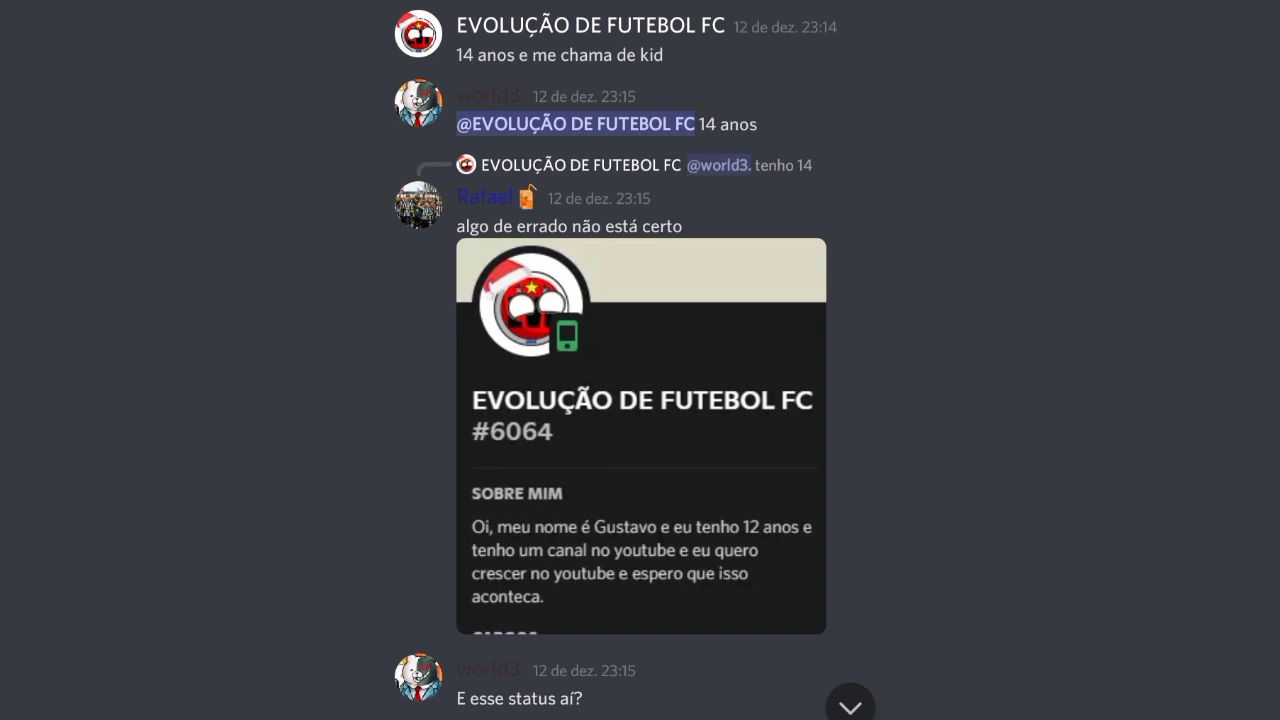 EVOLUÇÃO DE FUTEBOL FC 12 de dez. 23:14
14 anos e me chama de kid
world3. 12 de dez. 23:15
@EVOLUÇÃO DE FUTEBOL FC 14 anos
EVOLUÇÃO DE FUTEBOL FC @world3. tenho 14
Rafael 12 de dez. 23:15
algo de errado não está certo
EVOLUÇÃO DE FUTEBOL FC
#6064
SOBRE MIM
Oi, meu nome é Gustavo e eu tenho 12 anos e
tenho um canal no youtube e eu quero
crescer no youtube e espero que isso
aconteca.
world3. 12 de dez. 23:15
E esse status aí?